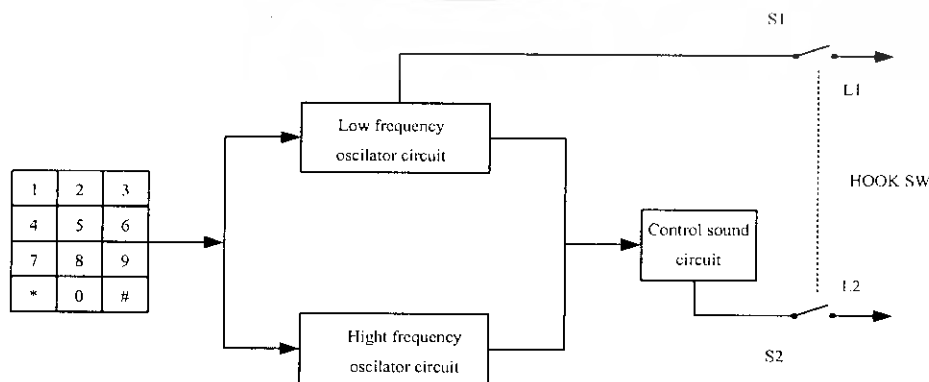 S1
L1
Low frequency
oscilator circuit
HOOK SW
1 2 3
4 5 6
7 8 9
* 0 #
Control sound
circuit
L2
Hight frequency
oscilator circuit
S2